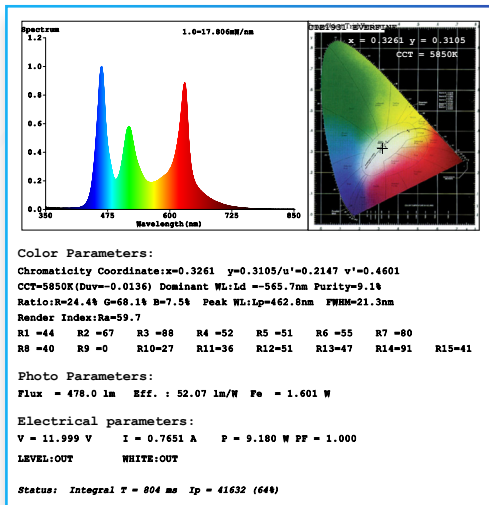 Spectrum
1.0=17.806mW/nm
1.2
1.0
0.8
0.6
0.4
0.2
0.0
350 475 600 725 850
Wavelength(nm)
x = 0.3261 y = 0.3105
CCT = 5850K
Color Parameters:
Chromaticity Coordinate:x=0.3261 y=0.3105/u'=0.2147 v'=0.4601
CCT=5850K(Duv=-0.0136) Dominant WL:Ld =-565.7nm Purity=9.1%
Ratio:R=24.4% G=68.1% B=7.5% Peak WL:Lp=462.8nm FWHM=21.3nm
Render Index:Ra=59.7
R1 =44 R2 =67 R3 =88 R4 =52 R5 =51 R6 =55 R7 =80
R8 =40 R9 =0 R10=27 R11=36 R12=51 R13=47 R14=91 R15=41
Photo Parameters:
Flux = 478.0 lm Eff. : 52.07 lm/W Fe = 1.601 W
Electrical parameters:
V = 11.999 V I = 0.7651 A P = 9.180 W PF = 1.000
LEVEL:OUT WHITE:OUT
Status: Integral T = 804 ms Ip = 41632 (64%)